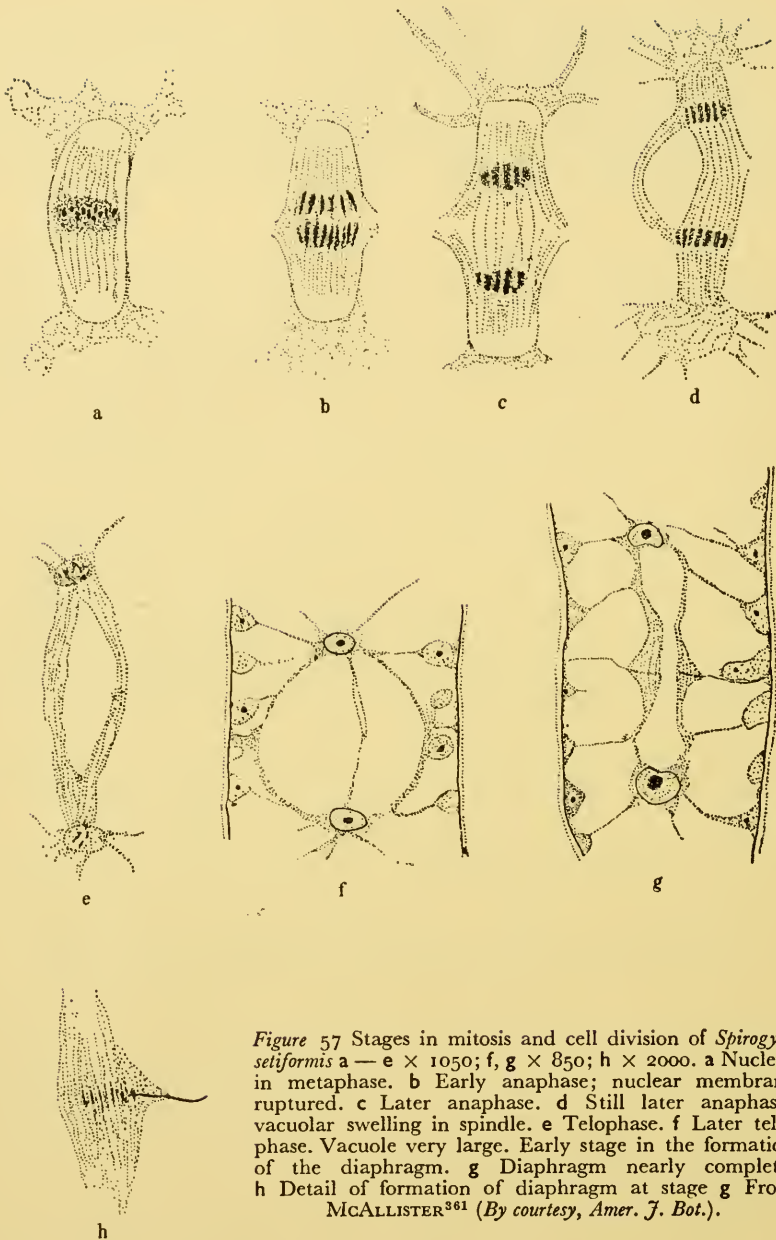 a
b
c
d
e
f
g
h
Figure 57 Stages in mitosis and cell division of Spirogy
setiformis a — e × 1050; f, g × 850; h × 2000. a Nucle
in metaphase. b Early anaphase; nuclear membra
ruptured. c Later anaphase. d Still later anaphas
vacuolar swelling in spindle. e Telophase. f Later tel
phase. Vacuole very large. Early stage in the formatio
of the diaphragm. g Diaphragm nearly complet
h Detail of formation of diaphragm at stage g Fro
MCALLISTER³⁶¹ (By courtesy, Amer. J. Bot.).